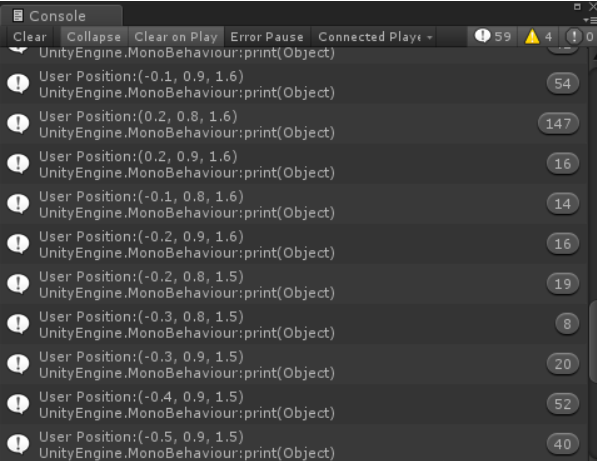 Console
Clear Collapse Clear on Play Error Pause Connected Playe 59 4 0
UnityEngine.MonoBehaviour:print(Object)
User Position:(-0.1, 0.9, 1.6) 54
UnityEngine.MonoBehaviour:print(Object)
User Position:(0.2, 0.8, 1.6) 147
UnityEngine.MonoBehaviour:print(Object)
User Position:(0.2, 0.9, 1.6) 16
UnityEngine.MonoBehaviour:print(Object)
User Position:(-0.1, 0.8, 1.6) 14
UnityEngine.MonoBehaviour:print(Object)
User Position:(-0.2, 0.9, 1.6) 16
UnityEngine.MonoBehaviour:print(Object)
User Position:(-0.2, 0.8, 1.5) 19
UnityEngine.MonoBehaviour:print(Object)
User Position:(-0.3, 0.8, 1.5) 8
UnityEngine.MonoBehaviour:print(Object)
User Position:(-0.3, 0.9, 1.5) 20
UnityEngine.MonoBehaviour:print(Object)
User Position:(-0.4, 0.9, 1.5) 52
UnityEngine.MonoBehaviour:print(Object)
User Position:(-0.5, 0.9, 1.5) 40
UnityEngine.MonoBehaviour:print(Object)